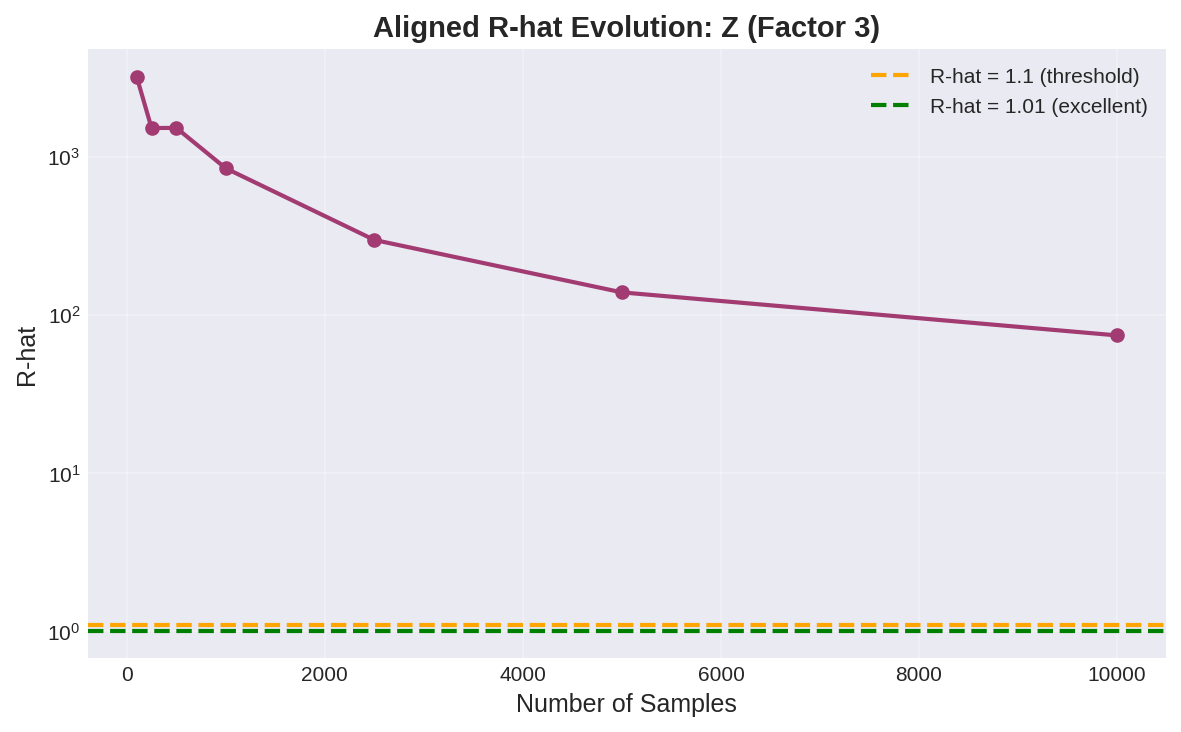 Aligned R-hat Evolution: Z (Factor 3)
R-hat = 1.1 (threshold)
R-hat = 1.01 (excellent)
10³
10²
10¹
10⁰
R-hat
0 2000 4000 6000 8000 10000
Number of Samples